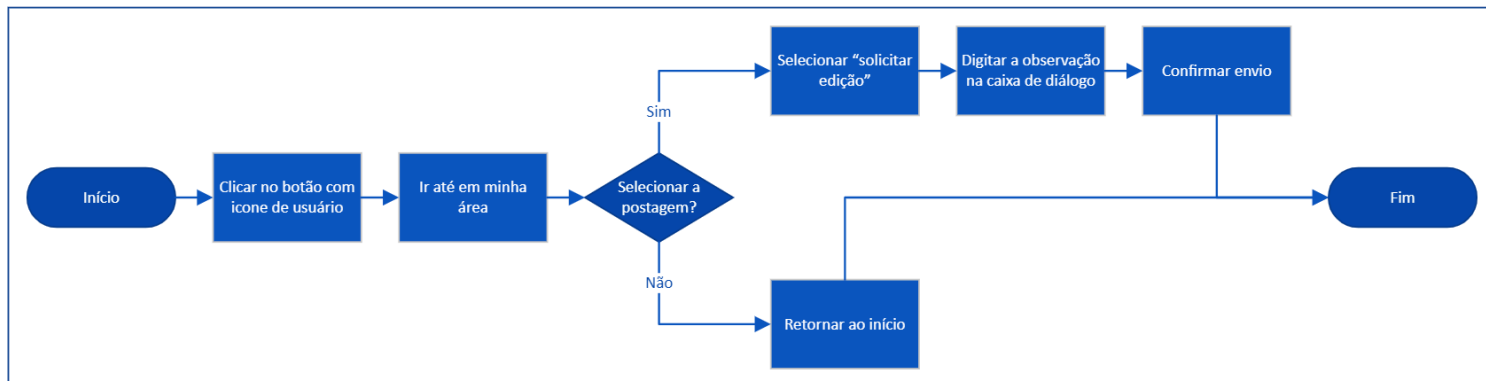 Início
Clicar no botão com
icone de usuário
Ir até em minha
área
Selecionar a
postagem?
Sim
Selecionar “solicitar
edição”
Digitar a observação
na caixa de diálogo
Confirmar envio
Não
Retornar ao início
Fim